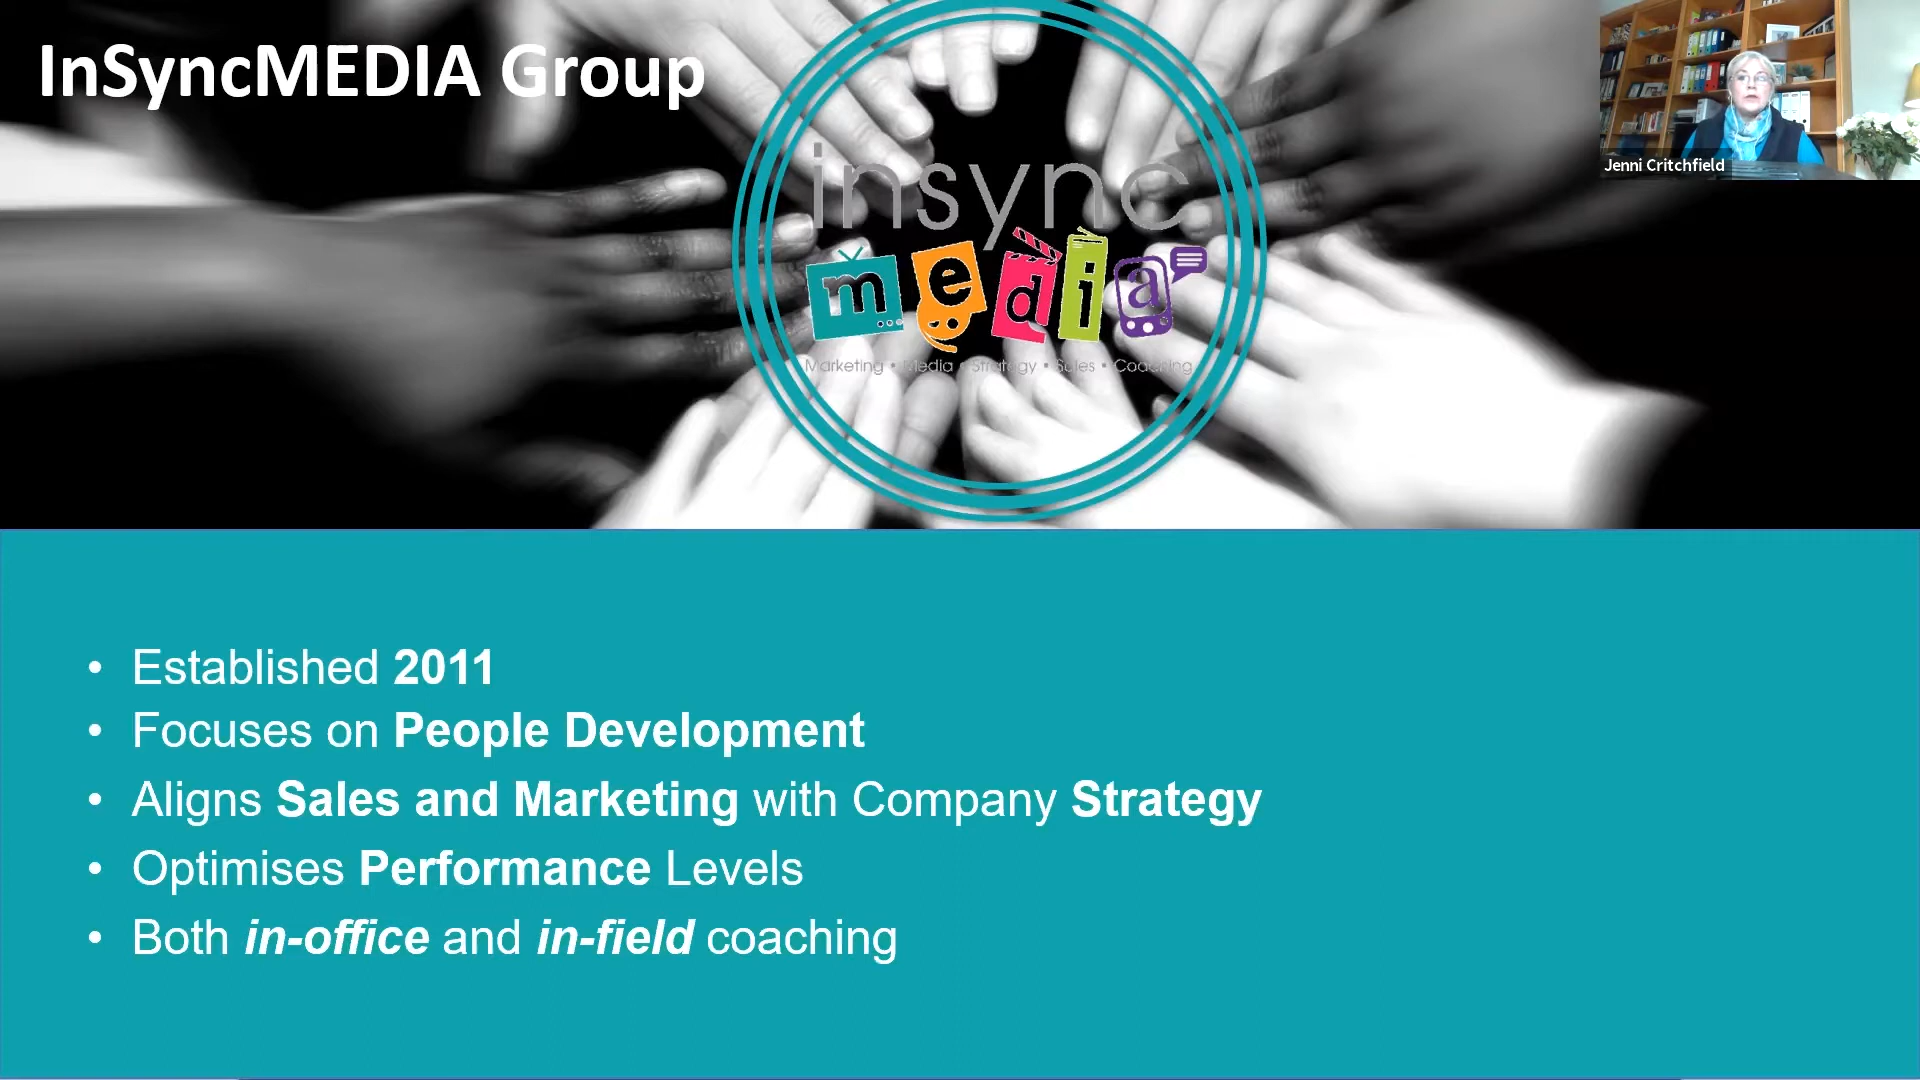 InSyncMEDIA Group
Jenni Critchfield
insync
media
Marketing • Media • Strategy • Sales • Coaching
• Established 2011
• Focuses on People Development
• Aligns Sales and Marketing with Company Strategy
• Optimises Performance Levels
• Both in-office and in-field coaching